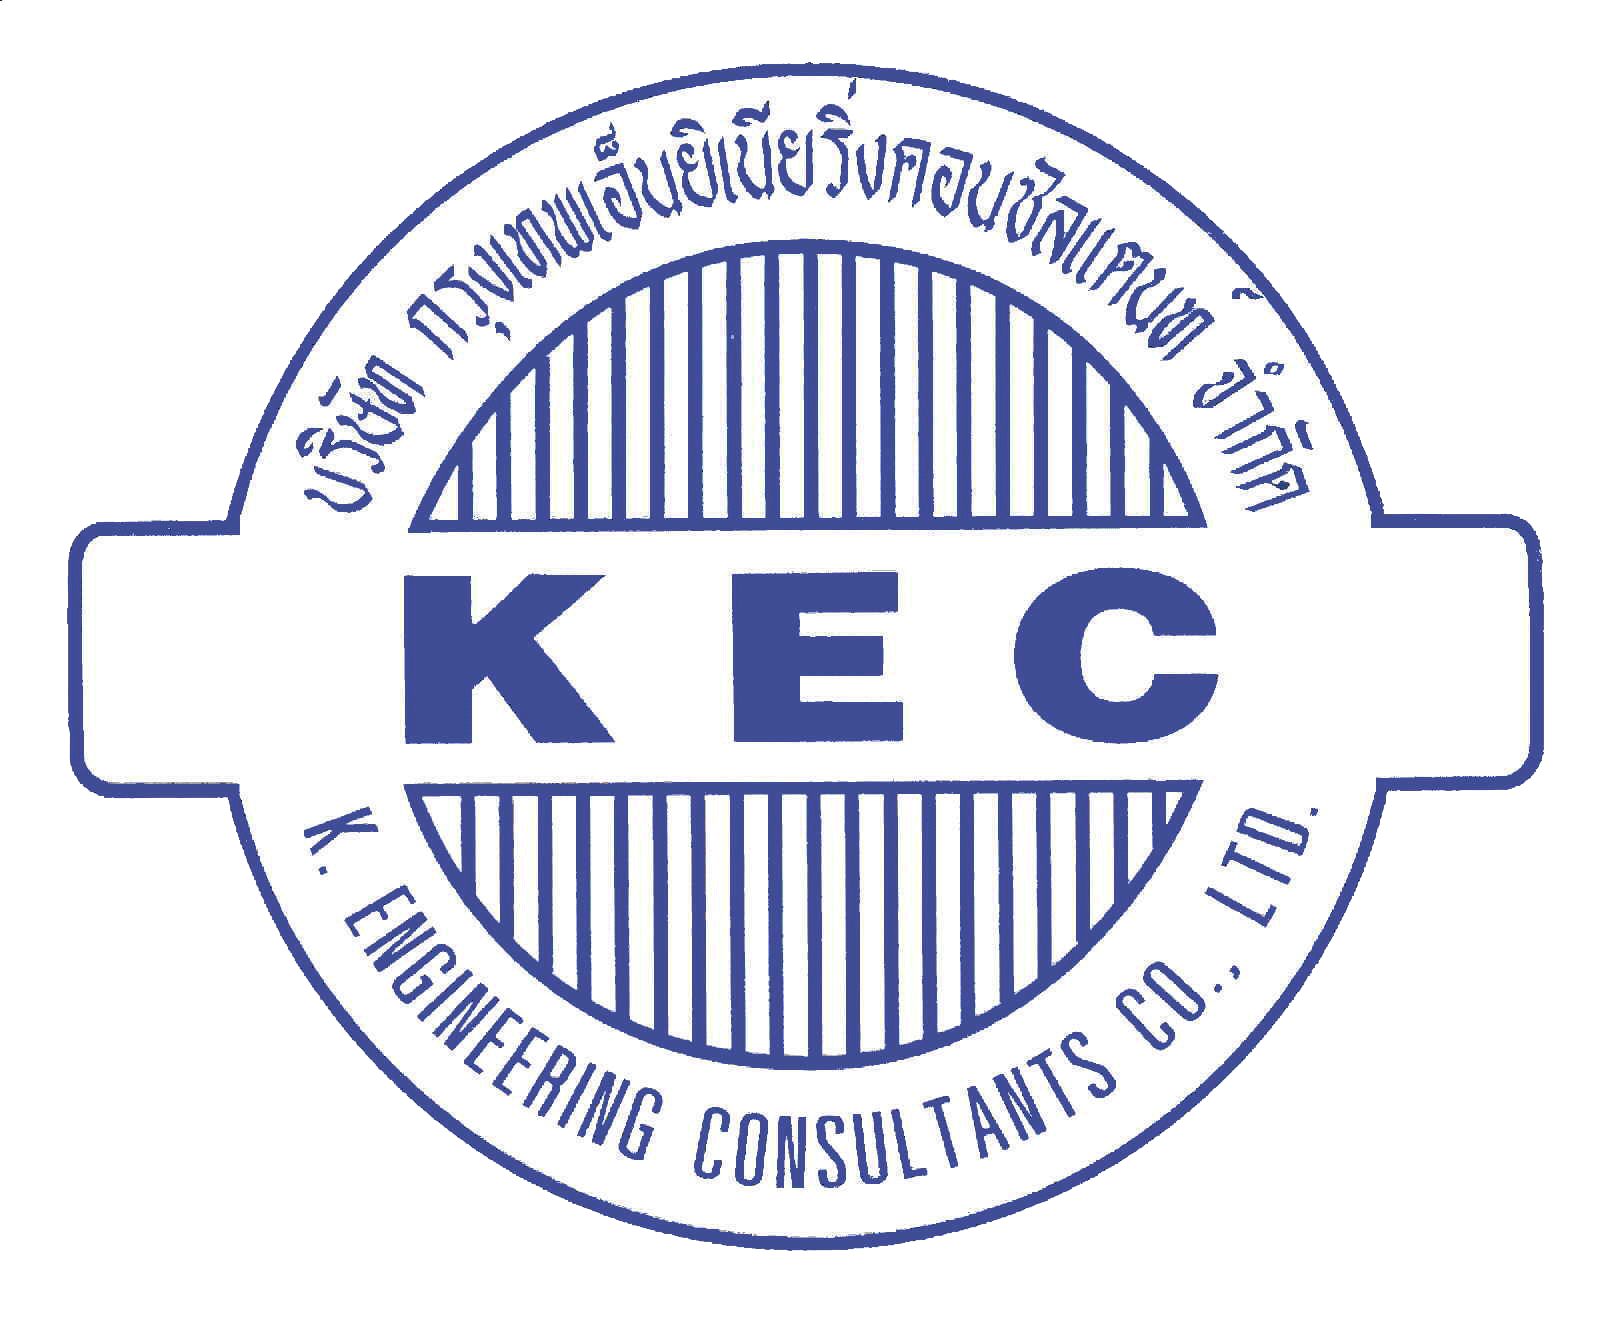 บริษัท กรุงเทพเอ็นยิเนียริ่งคอนซัลแตนท์ จำกัด
KEC
K. ENGINEERING CONSULTANTS CO., LTD.